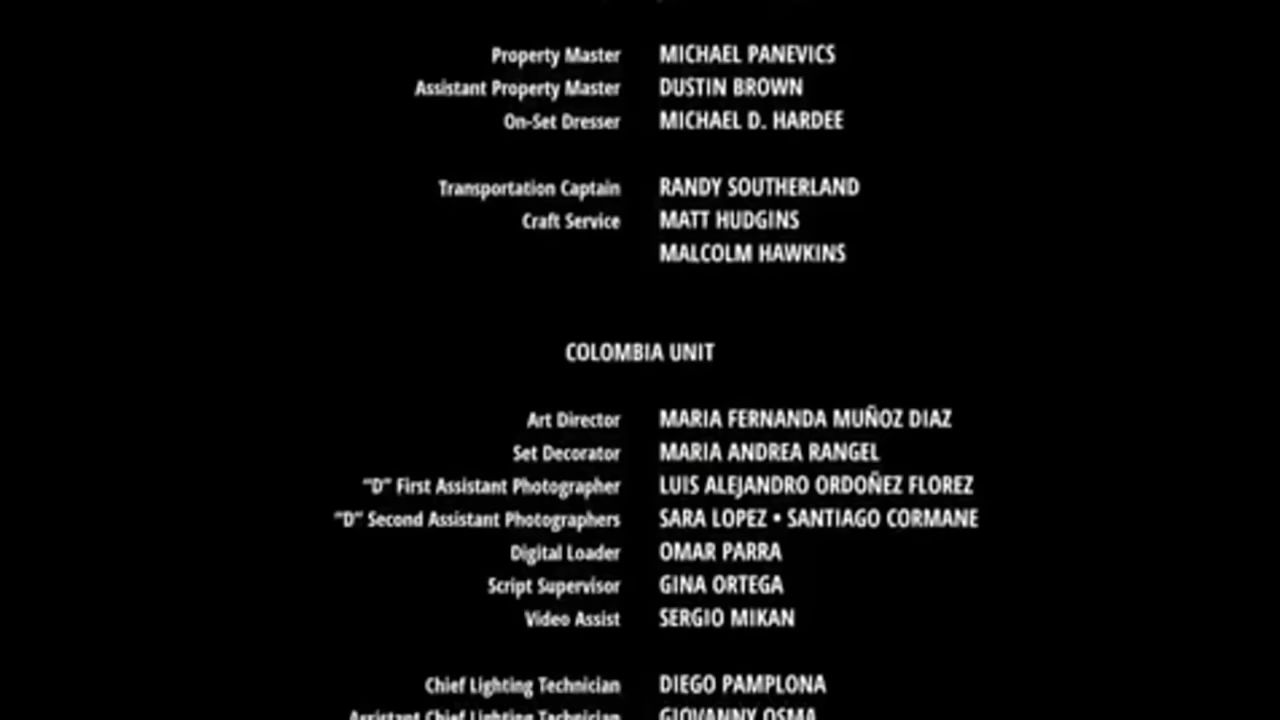 Property Master MICHAEL PANEVICS
Assistant Property Master DUSTIN BROWN
On-Set Dresser MICHAEL D. HARDEE
Transportation Captain RANDY SOUTHERLAND
Craft Service MATT HUDGINS
MALCOLM HAWKINS
COLOMBIA UNIT
Art Director MARIA FERNANDA MUÑOZ DIAZ
Set Decorator MARIA ANDREA RANGEL
“D” First Assistant Photographer LUIS ALEJANDRO ORDOÑEZ FLOREZ
“D” Second Assistant Photographers SARA LOPEZ • SANTIAGO CORMANE
Digital Loader OMAR PARRA
Script Supervisor GINA ORTEGA
Video Assist SERGIO MIKAN
Chief Lighting Technician DIEGO PAMPLONA
Assistant Chief Lighting Technician GIOVANNY OSMA